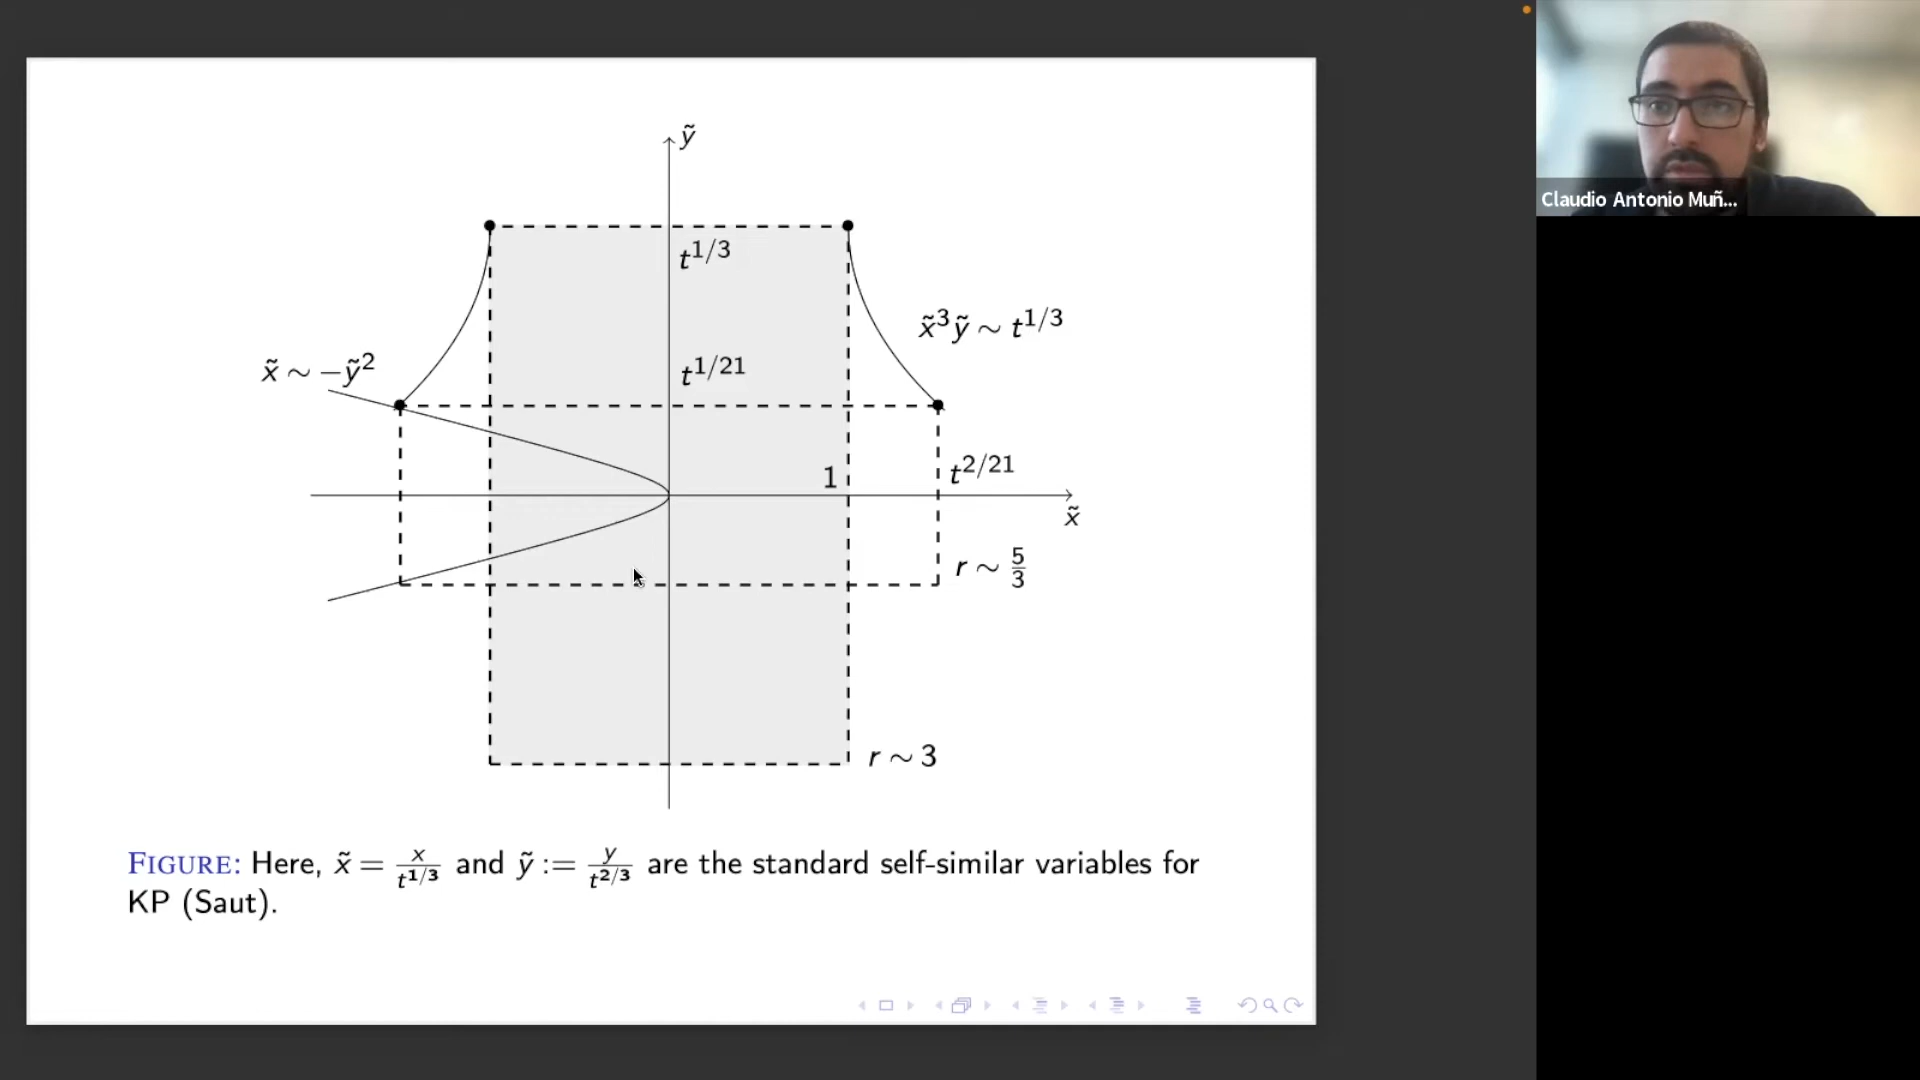 ỹ
t^{1/3}
x̃³ỹ ∼ t^{1/3}
x̃ ∼ −ỹ²
t^{1/21}
1
t^{2/21}
x̃
r ∼ 5/3
r ∼ 3
FIGURE: Here, x̃ = x/t^{1/3} and ỹ := y/t^{2/3} are the standard self-similar variables for
KP (Saut).
Claudio Antonio Muñ...